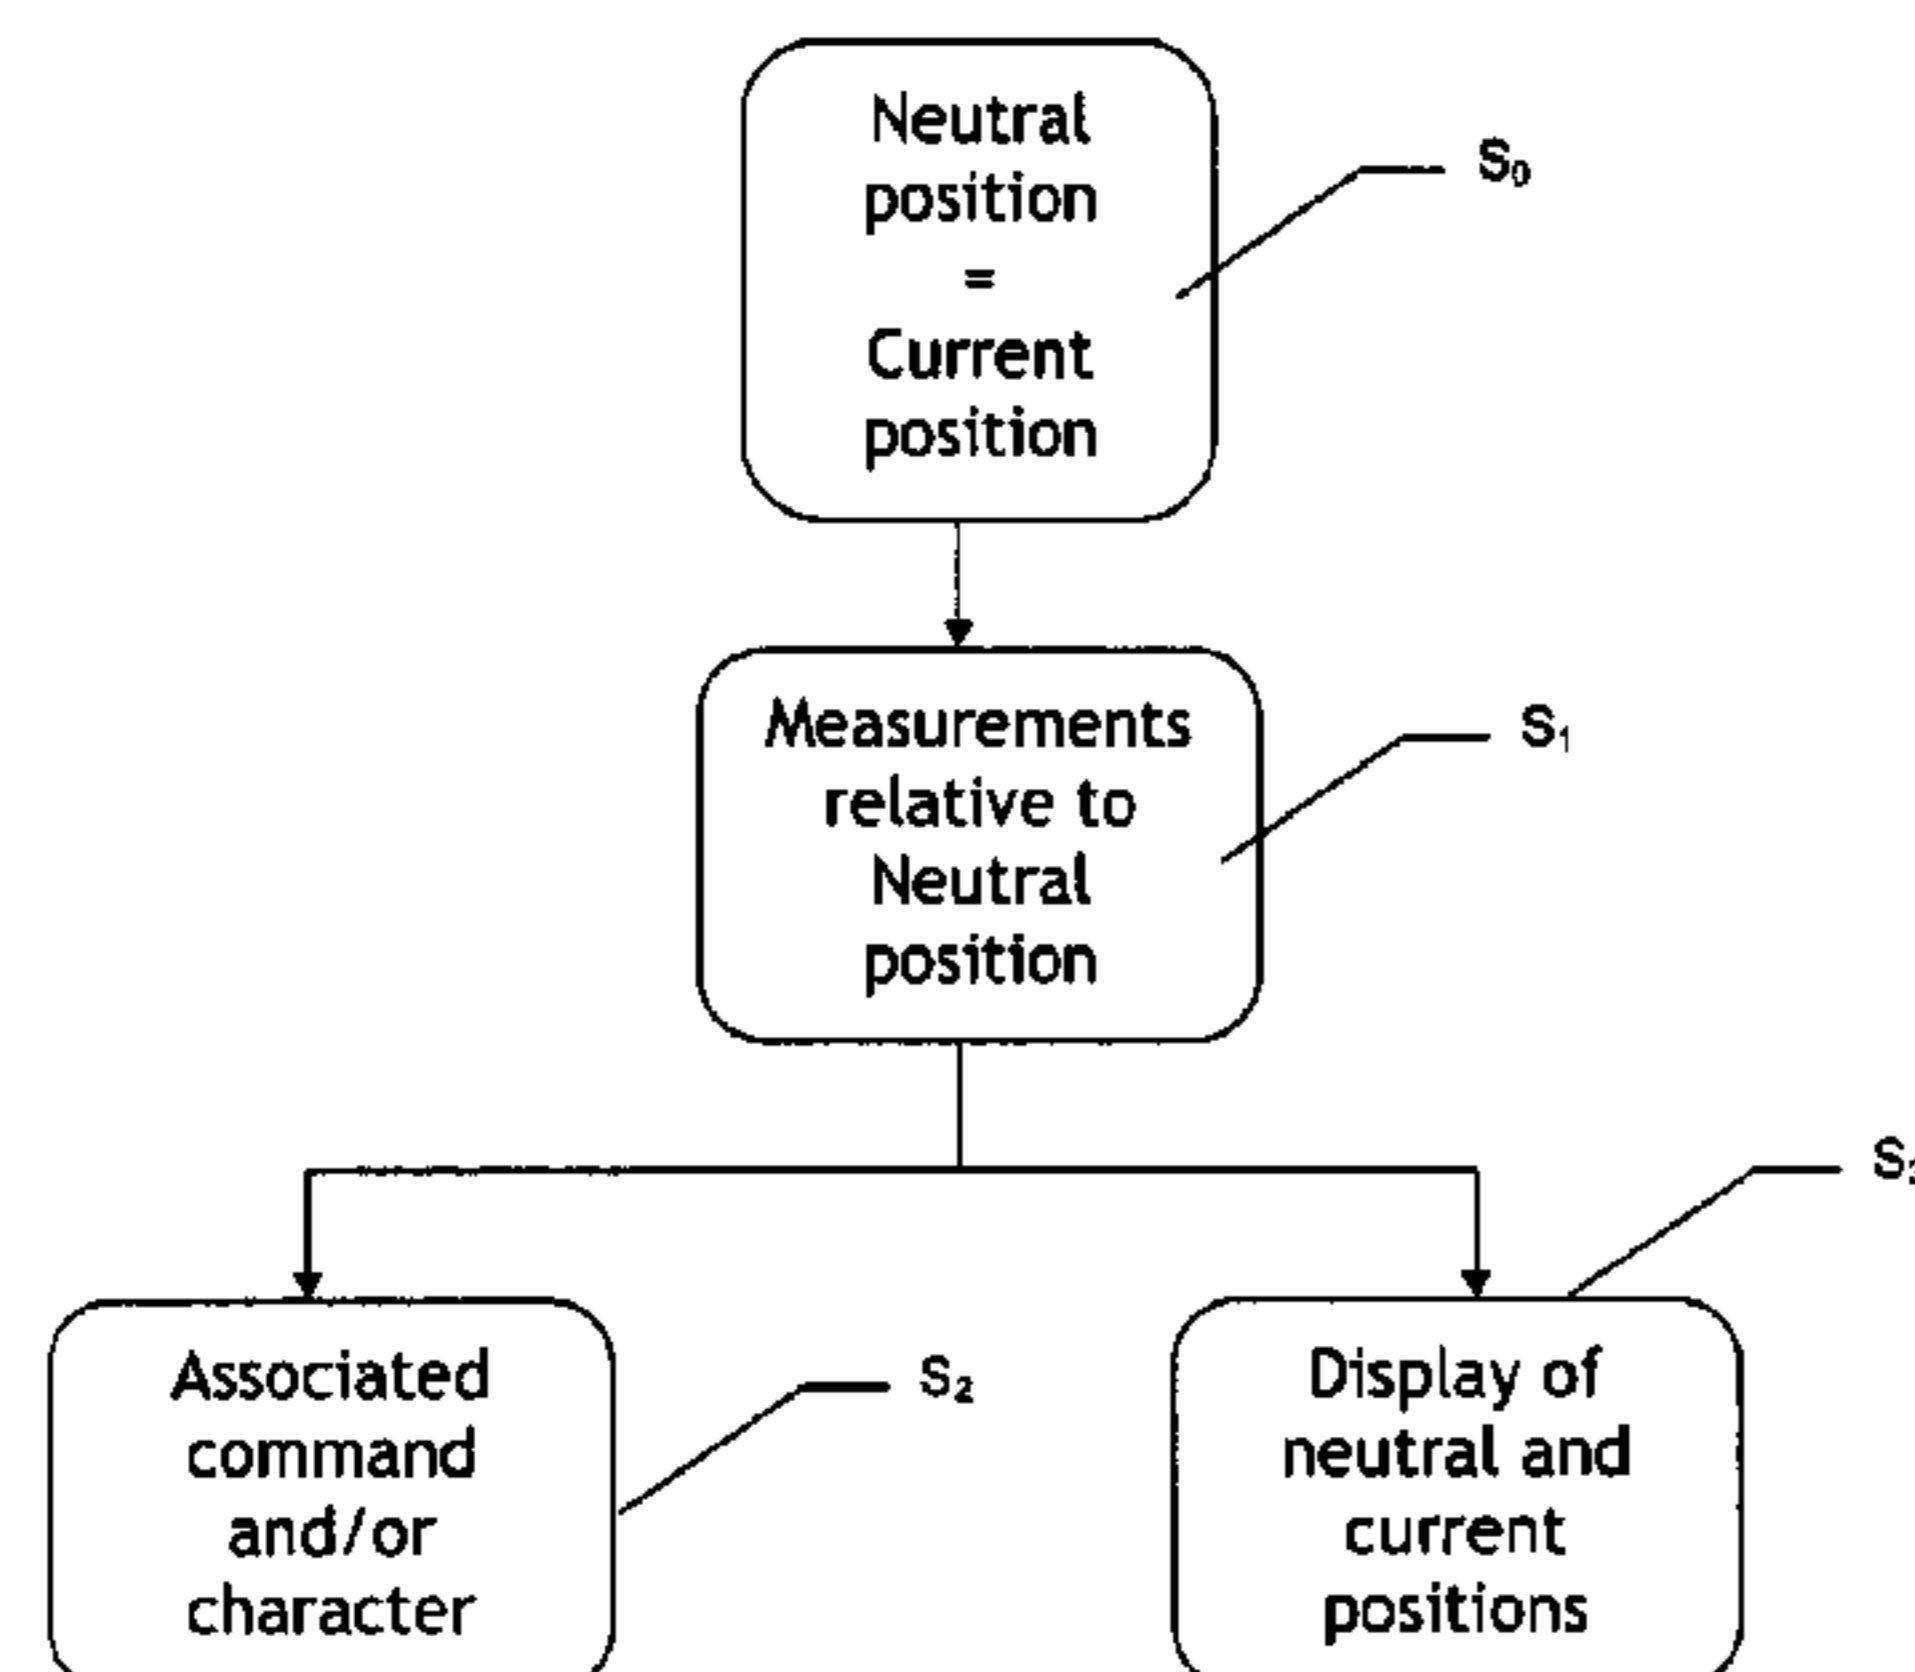 Neutral
position
=
Current
position
S₀
Measurements
relative to
Neutral
position
S₁
S
Associated
command
and/or
character
S₂
Display of
neutral and
current
positions